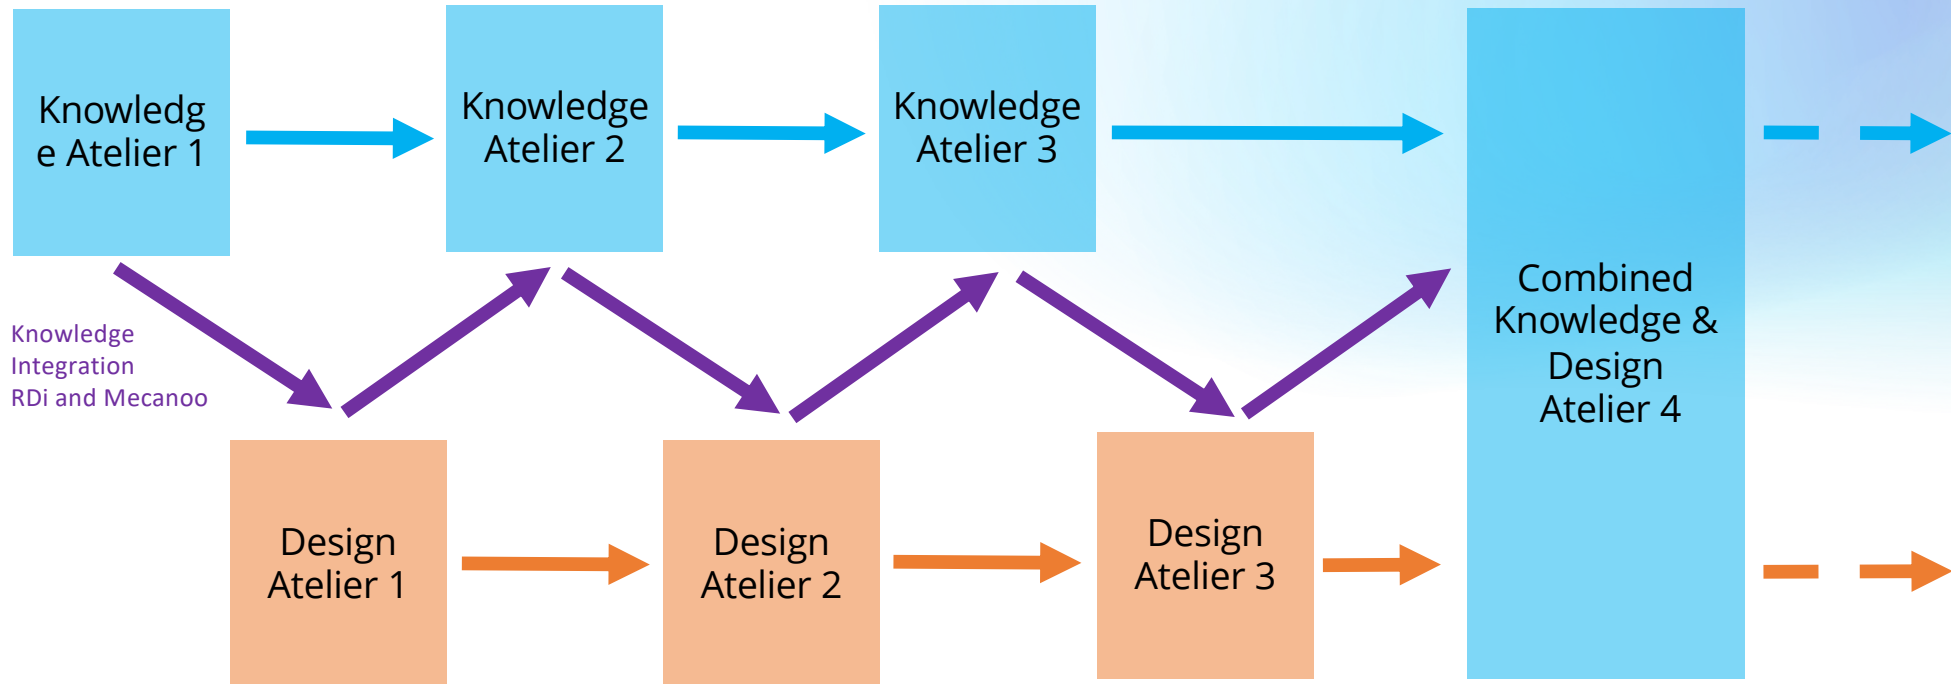 Knowledg
e Atelier 1
Knowledge
Atelier 2
Knowledge
Atelier 3
Combined
Knowledge &
Design
Atelier 4
Knowledge
Integration
RDi and Mecanoo
Design
Atelier 1
Design
Atelier 2
Design
Atelier 3